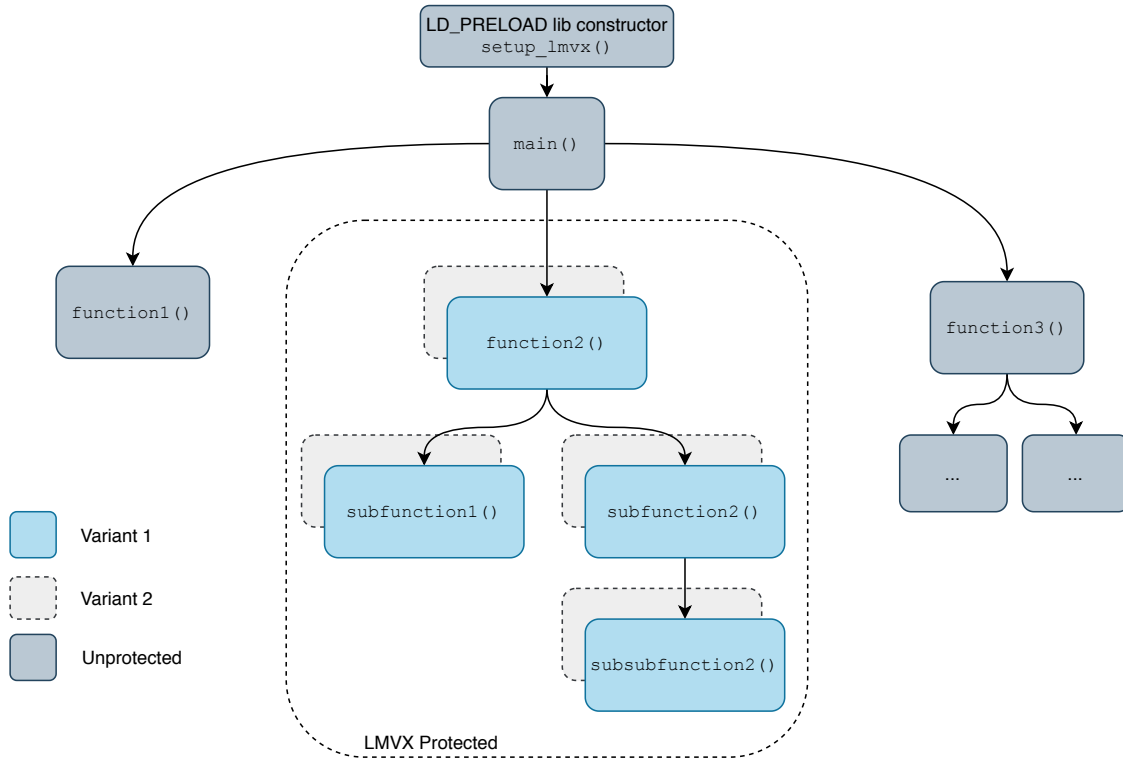 LD_PRELOAD lib constructor
setup_lmvx()
main()
function1()
function2()
function3()
subfunction1()
subfunction2()
...
...
subsubfunction2()
Variant 1
Variant 2
Unprotected
LMVX Protected